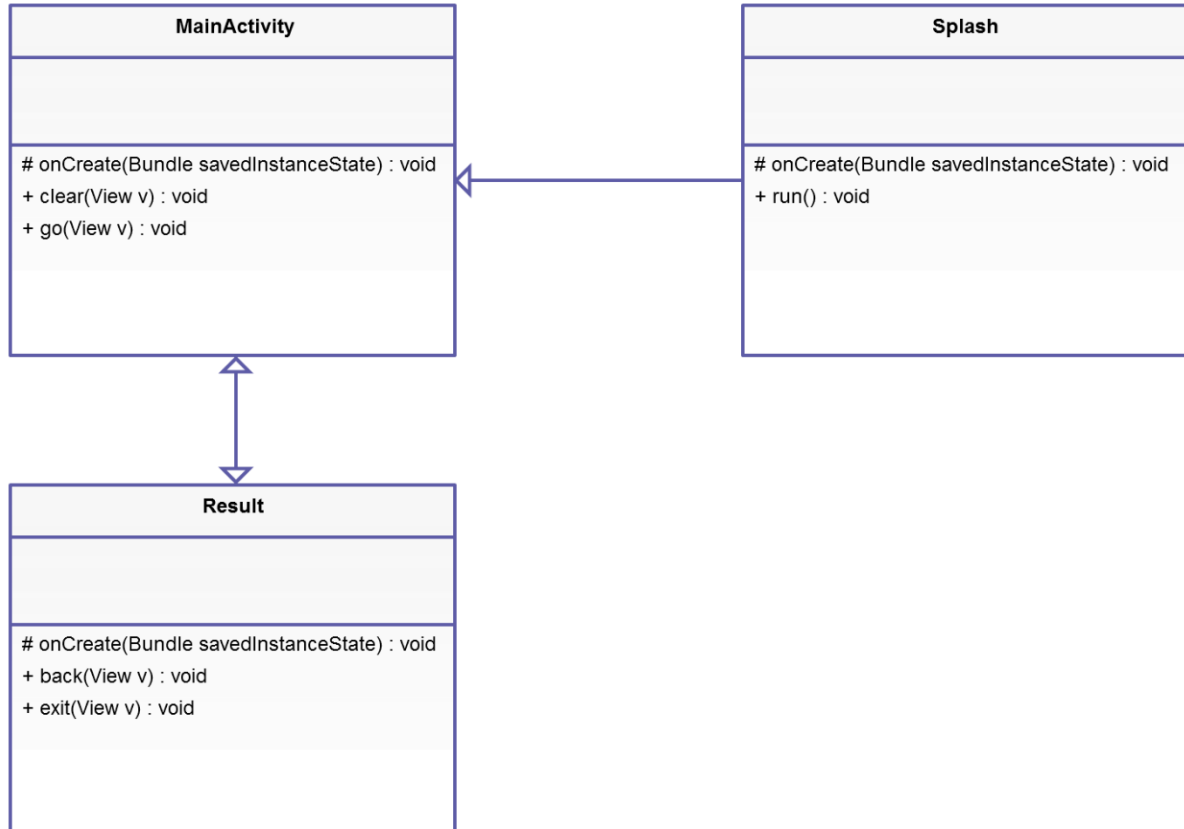 MainActivity
# onCreate(Bundle savedInstanceState) : void
+ clear(View v) : void
+ go(View v) : void
Splash
# onCreate(Bundle savedInstanceState) : void
+ run() : void
Result
# onCreate(Bundle savedInstanceState) : void
+ back(View v) : void
+ exit(View v) : void